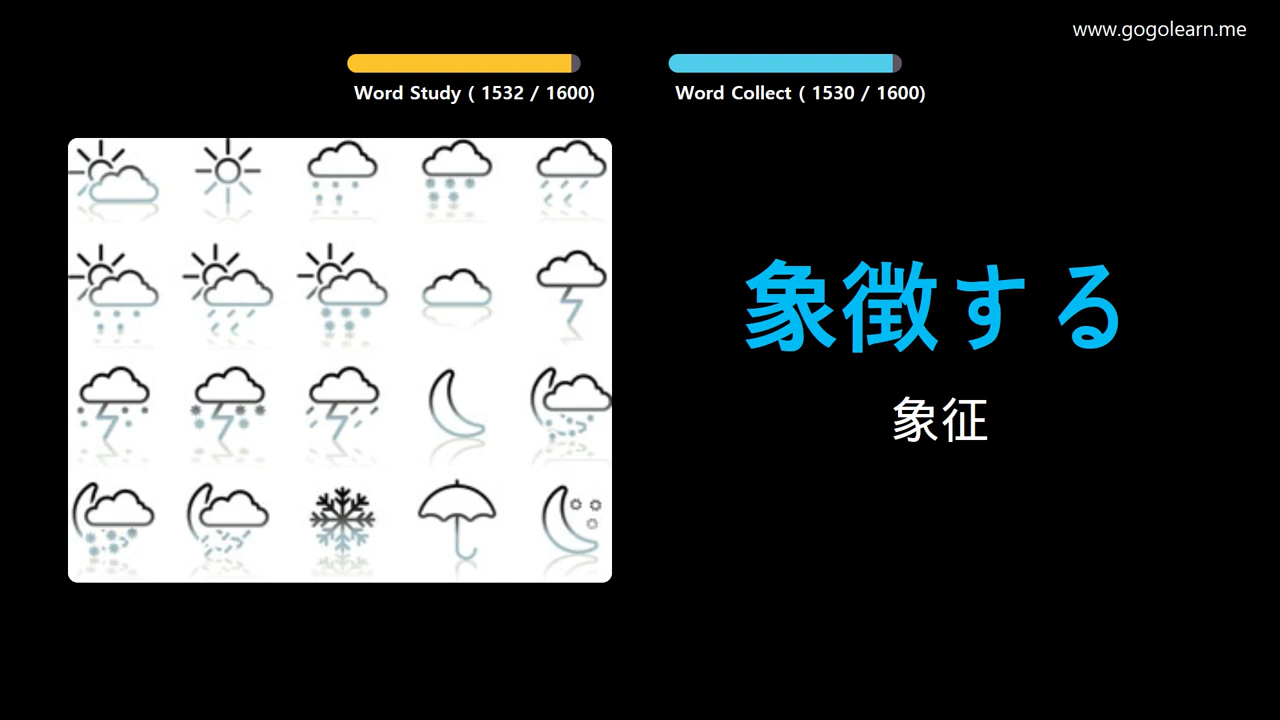 www.gogolearn.me
Word Study ( 1532 / 1600)
Word Collect ( 1530 / 1600)
象徴する
象征